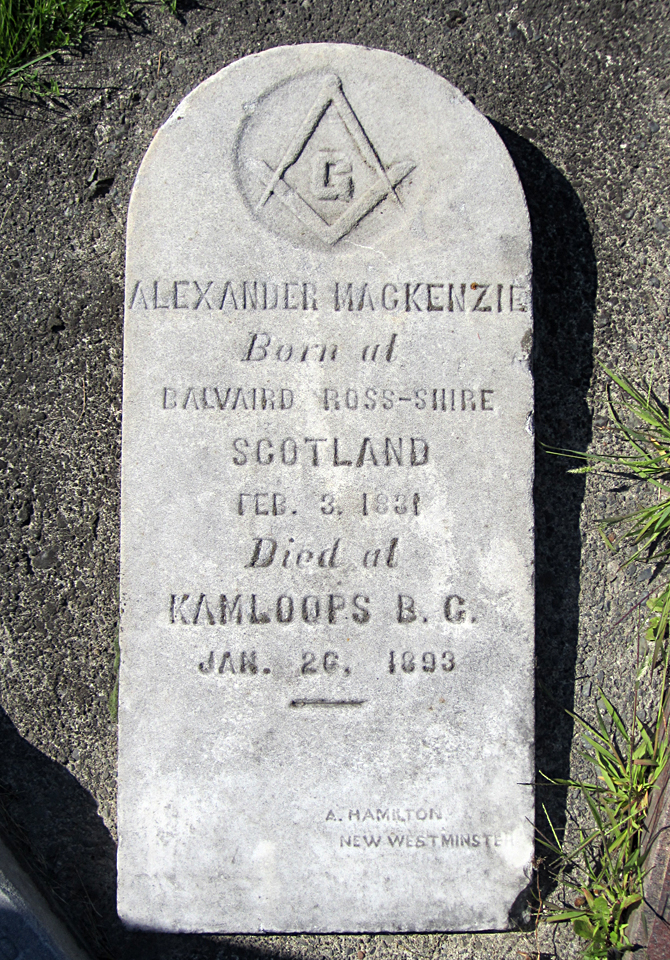 G
ALEXANDER MACKENZIE
Born at
BALVAIRD ROSS-SHIRE
SCOTLAND
FEB. 3. 1831
Died at
KAMLOOPS B. C.
JAN. 26. 1893
A. HAMILTON
NEW WESTMINSTER